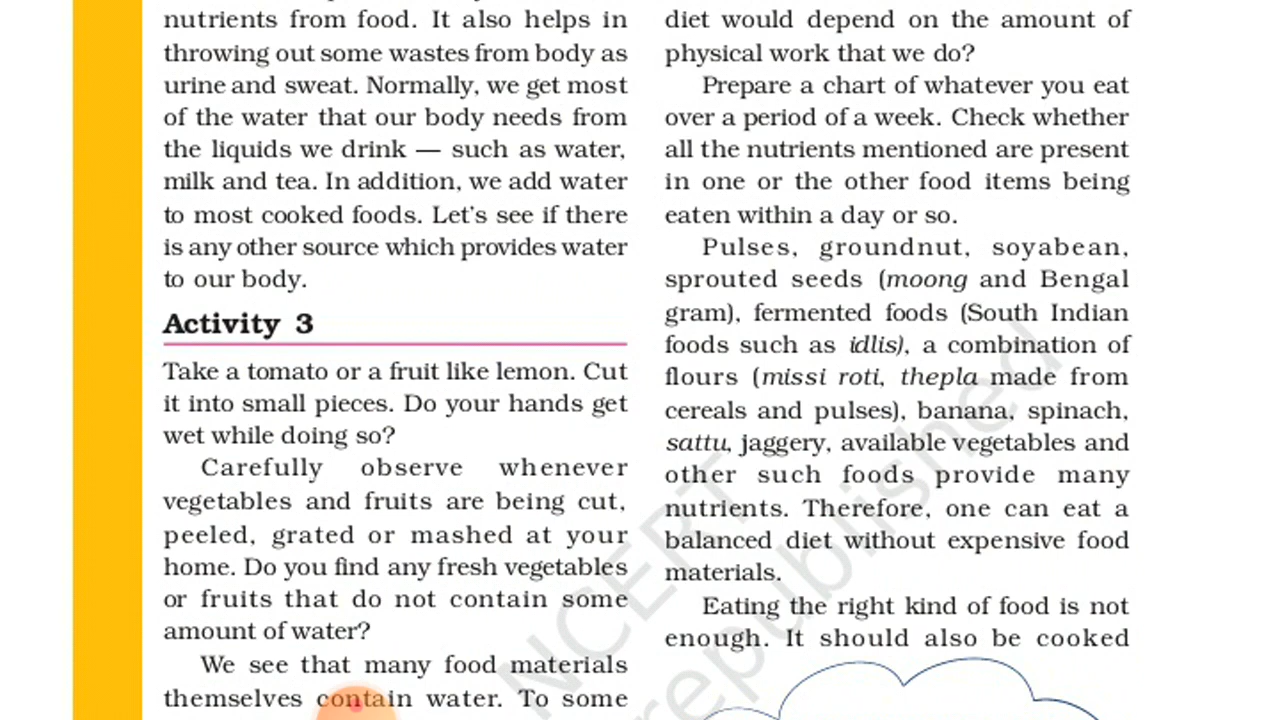 nutrients from food. It also helps in
throwing out some wastes from body as
urine and sweat. Normally, we get most
of the water that our body needs from
the liquids we drink — such as water,
milk and tea. In addition, we add water
to most cooked foods. Let's see if there
is any other source which provides water
to our body.
Activity 3
Take a tomato or a fruit like lemon. Cut
it into small pieces. Do your hands get
wet while doing so?
Carefully observe whenever
vegetables and fruits are being cut,
peeled, grated or mashed at your
home. Do you find any fresh vegetables
or fruits that do not contain some
amount of water?
We see that many food materials
themselves contain water. To some
diet would depend on the amount of
physical work that we do?
Prepare a chart of whatever you eat
over a period of a week. Check whether
all the nutrients mentioned are present
in one or the other food items being
eaten within a day or so.
Pulses, groundnut, soyabean,
sprouted seeds (moong and Bengal
gram), fermented foods (South Indian
foods such as idlis), a combination of
flours (missi roti, thepla made from
cereals and pulses), banana, spinach,
sattu, jaggery, available vegetables and
other such foods provide many
nutrients. Therefore, one can eat a
balanced diet without expensive food
materials.
Eating the right kind of food is not
enough. It should also be cooked
NCERT
republished